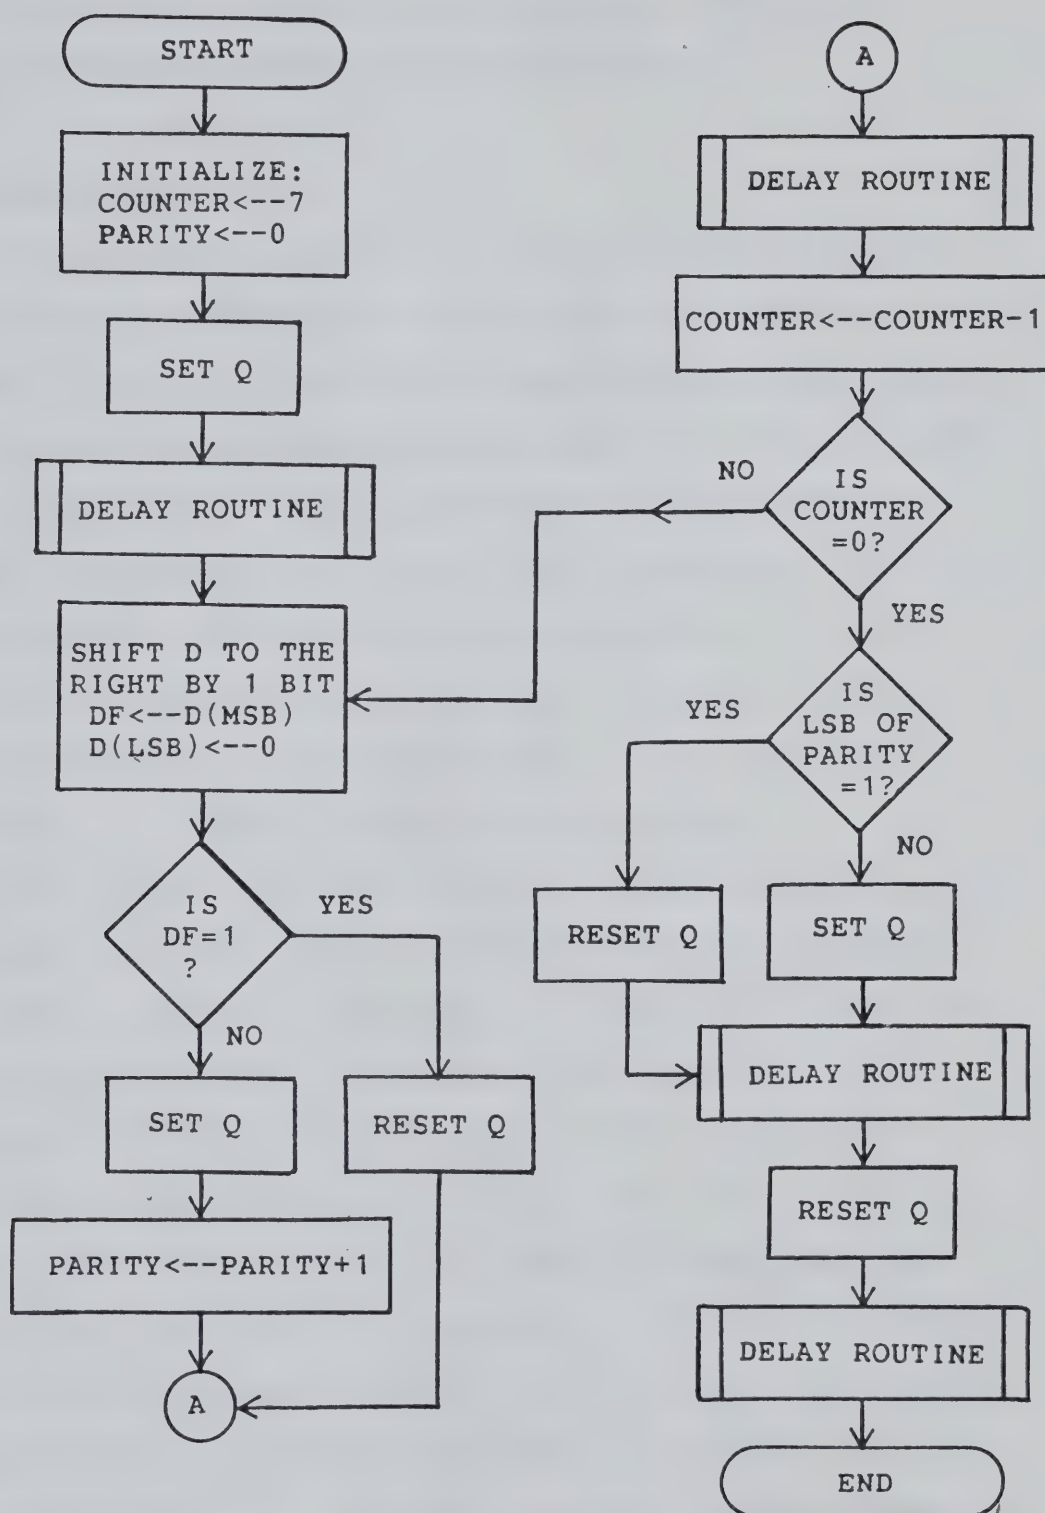 START
INITIALIZE:
COUNTER<--7
PARITY<--0
SET Q
DELAY ROUTINE
SHIFT D TO THE
RIGHT BY 1 BIT
DF<--D(MSB)
D(LSB)<--0
IS
DF=1
?
YES
NO
SET Q
RESET Q
PARITY<--PARITY+1
A
A
DELAY ROUTINE
COUNTER<--COUNTER-1
IS
COUNTER
=0?
NO
YES
IS
LSB OF
PARITY
=1?
YES
NO
RESET Q
SET Q
DELAY ROUTINE
RESET Q
DELAY ROUTINE
END